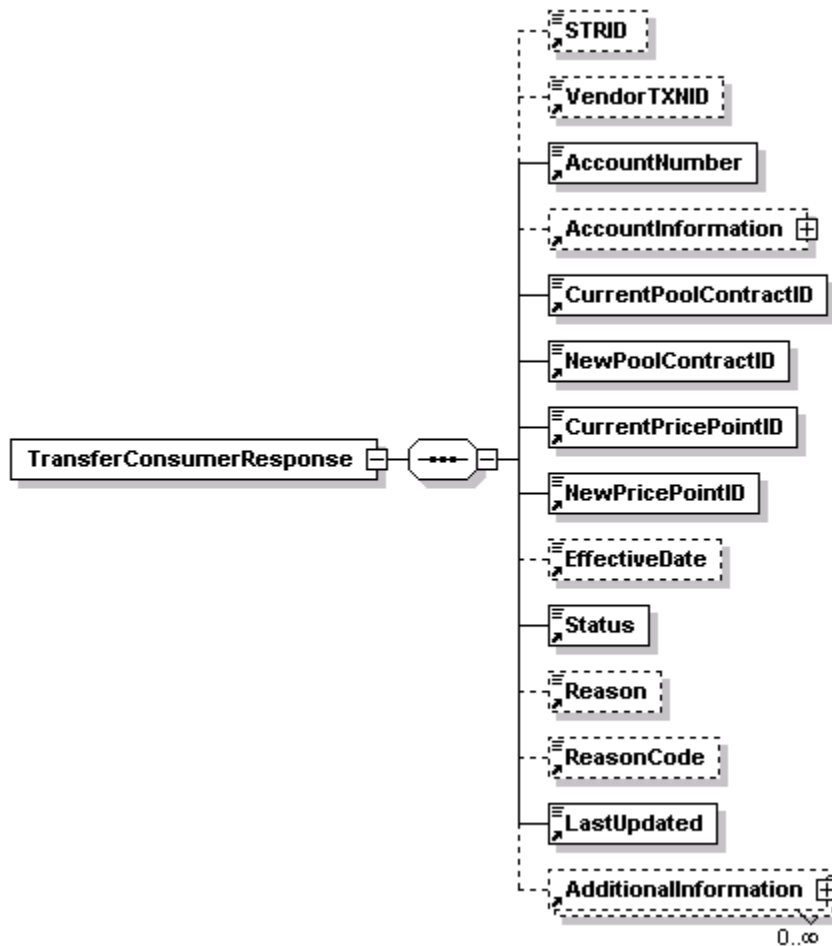 STRID
VendorTXNID
AccountNumber
AccountInformation
CurrentPoolContractID
NewPoolContractID
CurrentPricePointID
TransferConsumerResponse
NewPricePointID
EffectiveDate
Status
Reason
ReasonCode
LastUpdated
AdditionalInformation
0..∞